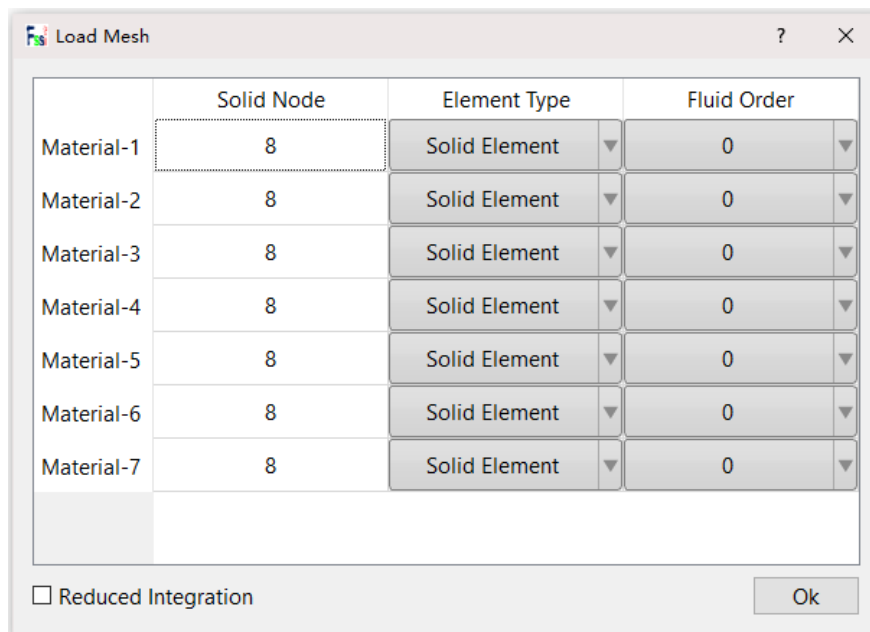 Fssi Load Mesh ? ×
Solid Node Element Type Fluid Order
Material-1 8 Solid Element 0
Material-2 8 Solid Element 0
Material-3 8 Solid Element 0
Material-4 8 Solid Element 0
Material-5 8 Solid Element 0
Material-6 8 Solid Element 0
Material-7 8 Solid Element 0
Reduced Integration Ok